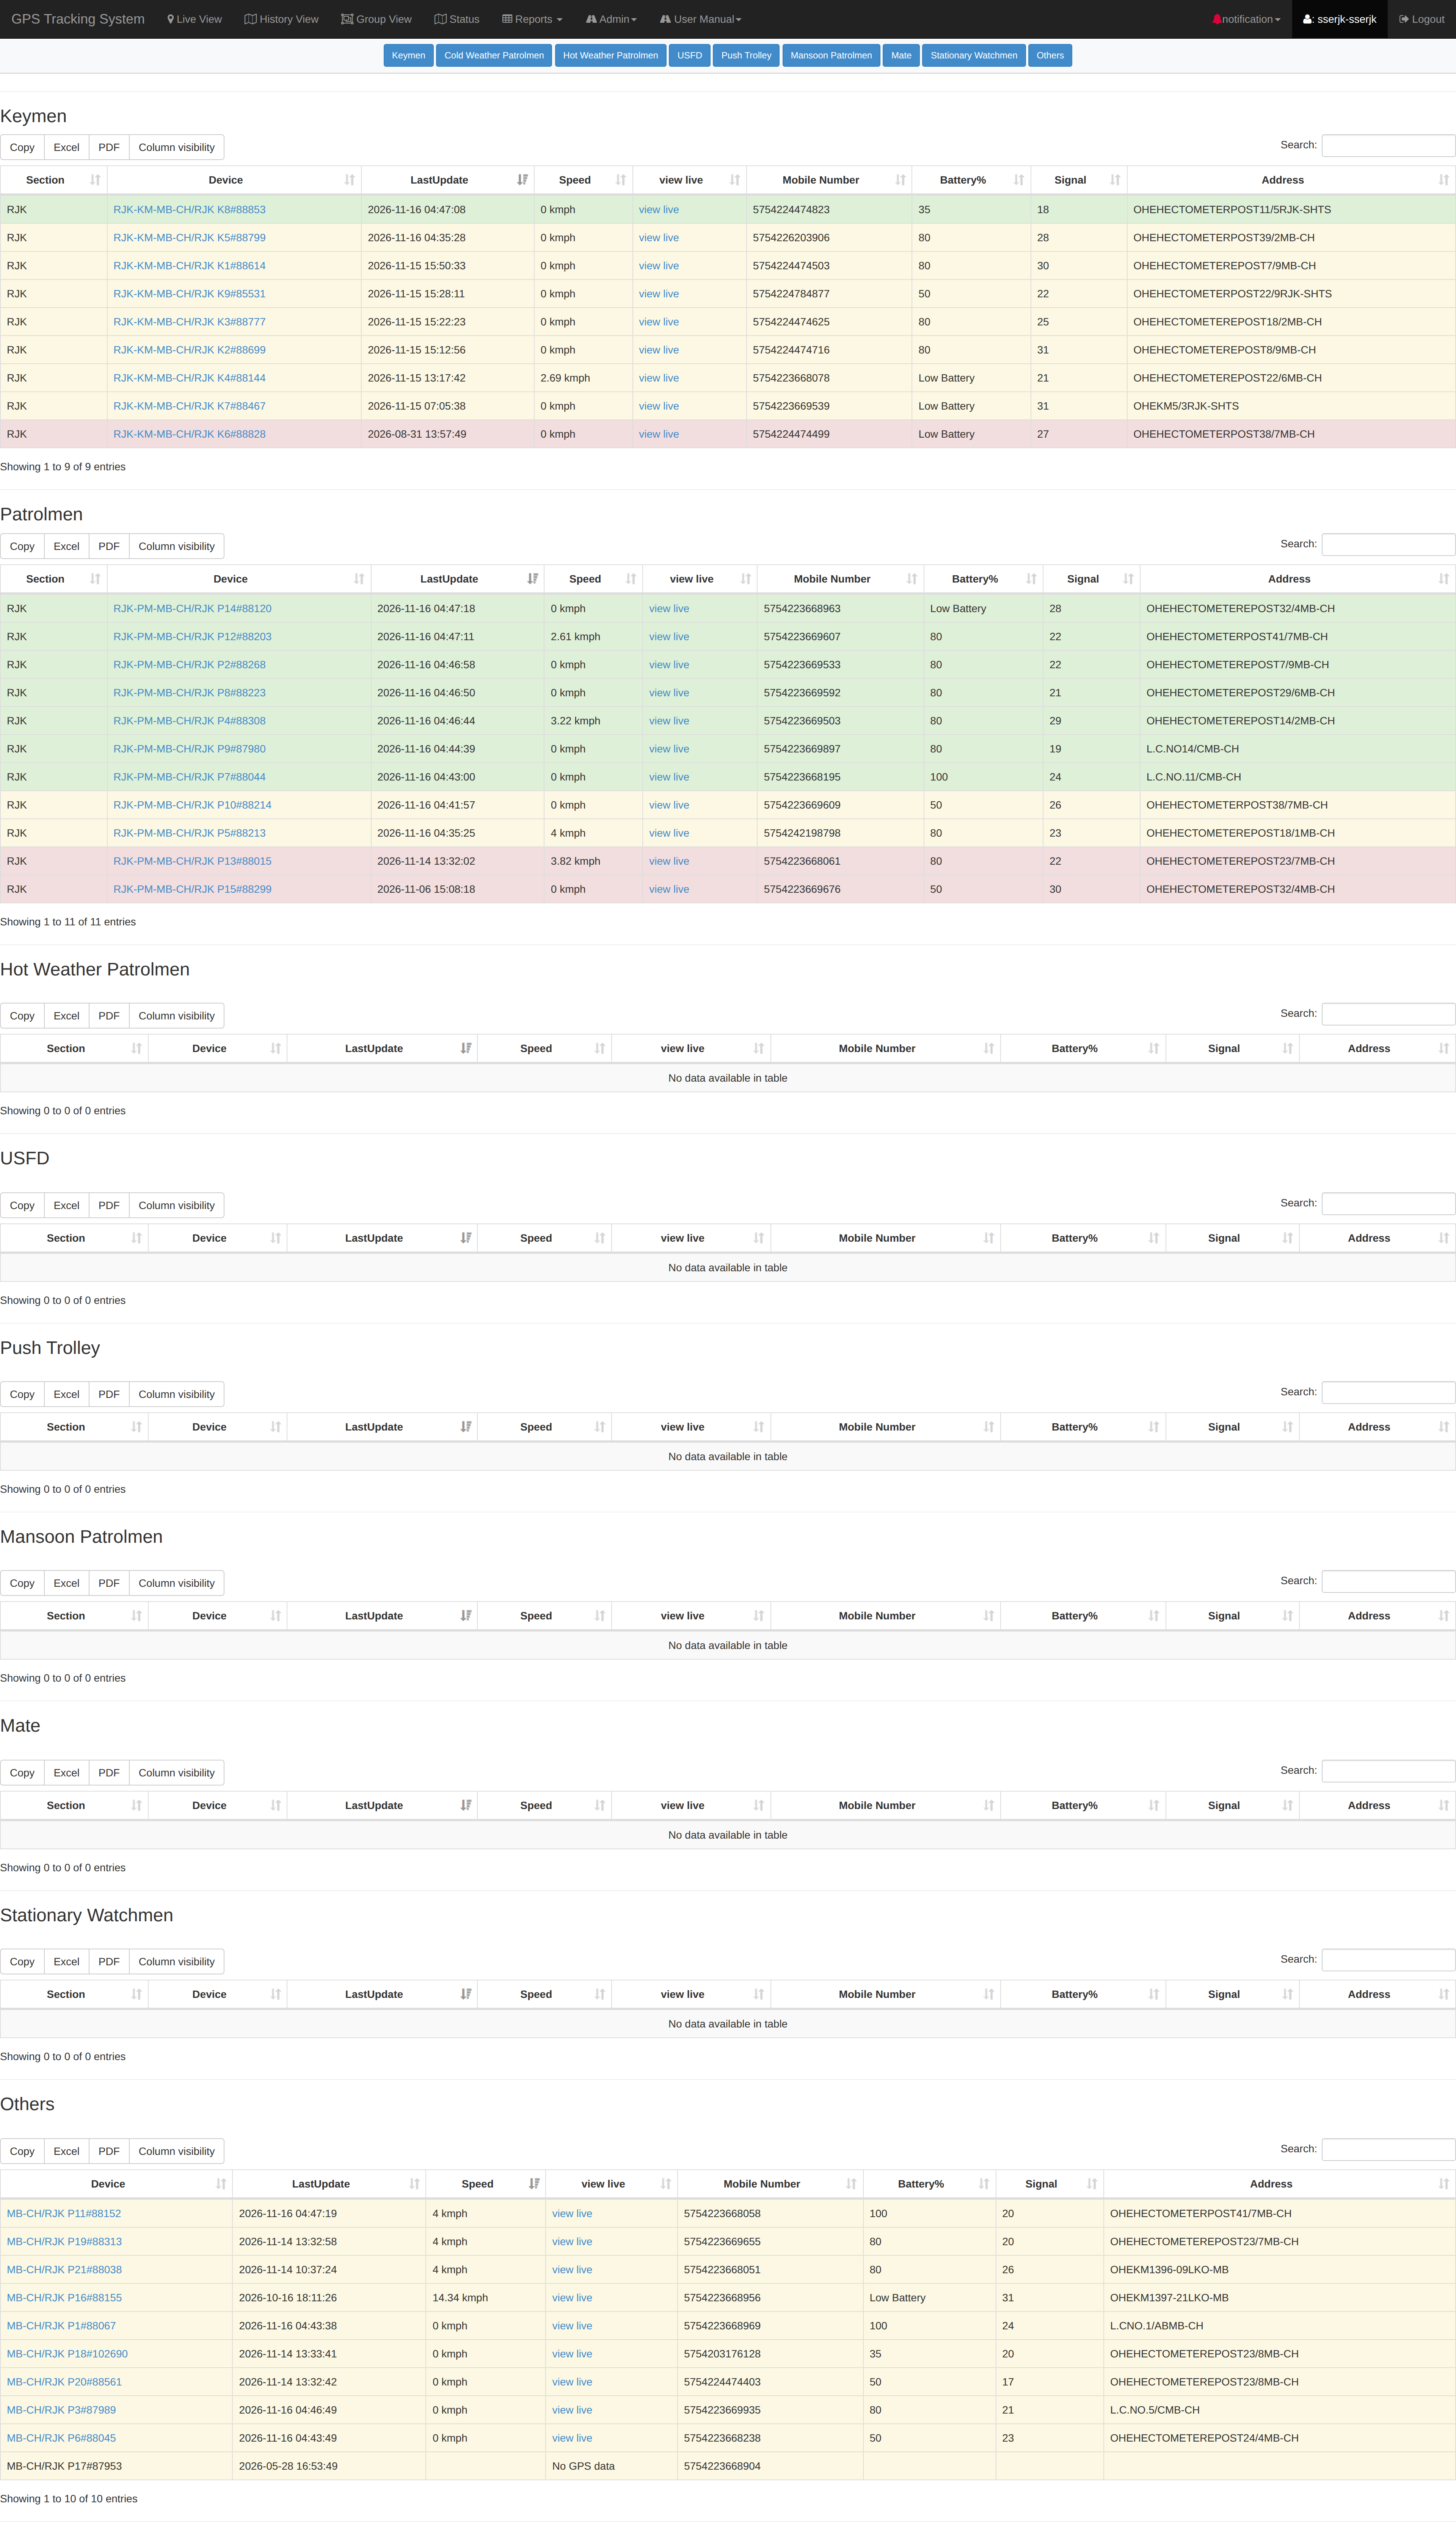 GPS Tracking System Live View History View Group View Status Reports Admin User Manual notification : sserjk-sserjk Logout
Keymen Cold Weather Patrolmen Hot Weather Patrolmen USFD Push Trolley Mansoon Patrolmen Mate Stationary Watchmen Others
Keymen
Copy Excel PDF Column visibility Search:
Section Device LastUpdate Speed view live Mobile Number Battery% Signal Address
RJK RJK-KM-MB-CH/RJK K8#88853 2026-11-16 04:47:08 0 kmph view live 5754224474823 35 18 OHEHECTOMETERPOST11/5RJK-SHTS
RJK RJK-KM-MB-CH/RJK K5#88799 2026-11-16 04:35:28 0 kmph view live 5754226203906 80 28 OHEHECTOMETERPOST39/2MB-CH
RJK RJK-KM-MB-CH/RJK K1#88614 2026-11-15 15:50:33 0 kmph view live 5754224474503 80 30 OHEHECTOMETEREPOST7/9MB-CH
RJK RJK-KM-MB-CH/RJK K9#85531 2026-11-15 15:28:11 0 kmph view live 5754224784877 50 22 OHEHECTOMETERPOST22/9RJK-SHTS
RJK RJK-KM-MB-CH/RJK K3#88777 2026-11-15 15:22:23 0 kmph view live 5754224474625 80 25 OHEHECTOMETEREPOST18/2MB-CH
RJK RJK-KM-MB-CH/RJK K2#88699 2026-11-15 15:12:56 0 kmph view live 5754224474716 80 31 OHEHECTOMETEREPOST8/9MB-CH
RJK RJK-KM-MB-CH/RJK K4#88144 2026-11-15 13:17:42 2.69 kmph view live 5754223668078 Low Battery 21 OHEHECTOMETEREPOST22/6MB-CH
RJK RJK-KM-MB-CH/RJK K7#88467 2026-11-15 07:05:38 0 kmph view live 5754223669539 Low Battery 31 OHEKM5/3RJK-SHTS
RJK RJK-KM-MB-CH/RJK K6#88828 2026-08-31 13:57:49 0 kmph view live 5754224474499 Low Battery 27 OHEHECTOMETERPOST38/7MB-CH
Showing 1 to 9 of 9 entries
Patrolmen
Copy Excel PDF Column visibility Search:
Section Device LastUpdate Speed view live Mobile Number Battery% Signal Address
RJK RJK-PM-MB-CH/RJK P14#88120 2026-11-16 04:47:18 0 kmph view live 5754223668963 Low Battery 28 OHEHECTOMETEREPOST32/4MB-CH
RJK RJK-PM-MB-CH/RJK P12#88203 2026-11-16 04:47:11 2.61 kmph view live 5754223669607 80 22 OHEHECTOMETERPOST41/7MB-CH
RJK RJK-PM-MB-CH/RJK P2#88268 2026-11-16 04:46:58 0 kmph view live 5754223669533 80 22 OHEHECTOMETEREPOST7/9MB-CH
RJK RJK-PM-MB-CH/RJK P8#88223 2026-11-16 04:46:50 0 kmph view live 5754223669592 80 21 OHEHECTOMETEREPOST29/6MB-CH
RJK RJK-PM-MB-CH/RJK P4#88308 2026-11-16 04:46:44 3.22 kmph view live 5754223669503 80 29 OHEHECTOMETEREPOST14/2MB-CH
RJK RJK-PM-MB-CH/RJK P9#87980 2026-11-16 04:44:39 0 kmph view live 5754223669897 80 19 L.C.NO14/CMB-CH
RJK RJK-PM-MB-CH/RJK P7#88044 2026-11-16 04:43:00 0 kmph view live 5754223668195 100 24 L.C.NO.11/CMB-CH
RJK RJK-PM-MB-CH/RJK P10#88214 2026-11-16 04:41:57 0 kmph view live 5754223669609 50 26 OHEHECTOMETERPOST38/7MB-CH
RJK RJK-PM-MB-CH/RJK P5#88213 2026-11-16 04:35:25 4 kmph view live 5754242198798 80 23 OHEHECTOMETEREPOST18/1MB-CH
RJK RJK-PM-MB-CH/RJK P13#88015 2026-11-14 13:32:02 3.82 kmph view live 5754223668061 80 22 OHEHECTOMETEREPOST23/7MB-CH
RJK RJK-PM-MB-CH/RJK P15#88299 2026-11-06 15:08:18 0 kmph view live 5754223669676 50 30 OHEHECTOMETEREPOST32/4MB-CH
Showing 1 to 11 of 11 entries
Hot Weather Patrolmen
Copy Excel PDF Column visibility Search:
Section Device LastUpdate Speed view live Mobile Number Battery% Signal Address
No data available in table
Showing 0 to 0 of 0 entries
USFD
Copy Excel PDF Column visibility Search:
Section Device LastUpdate Speed view live Mobile Number Battery% Signal Address
No data available in table
Showing 0 to 0 of 0 entries
Push Trolley
Copy Excel PDF Column visibility Search:
Section Device LastUpdate Speed view live Mobile Number Battery% Signal Address
No data available in table
Showing 0 to 0 of 0 entries
Mansoon Patrolmen
Copy Excel PDF Column visibility Search:
Section Device LastUpdate Speed view live Mobile Number Battery% Signal Address
No data available in table
Showing 0 to 0 of 0 entries
Mate
Copy Excel PDF Column visibility Search:
Section Device LastUpdate Speed view live Mobile Number Battery% Signal Address
No data available in table
Showing 0 to 0 of 0 entries
Stationary Watchmen
Copy Excel PDF Column visibility Search:
Section Device LastUpdate Speed view live Mobile Number Battery% Signal Address
No data available in table
Showing 0 to 0 of 0 entries
Others
Copy Excel PDF Column visibility Search:
Device LastUpdate Speed view live Mobile Number Battery% Signal Address
MB-CH/RJK P11#88152 2026-11-16 04:47:19 4 kmph view live 5754223668058 100 20 OHEHECTOMETERPOST41/7MB-CH
MB-CH/RJK P19#88313 2026-11-14 13:32:58 4 kmph view live 5754223669655 80 20 OHEHECTOMETEREPOST23/7MB-CH
MB-CH/RJK P21#88038 2026-11-14 10:37:24 4 kmph view live 5754223668051 80 26 OHEKM1396-09LKO-MB
MB-CH/RJK P16#88155 2026-10-16 18:11:26 14.34 kmph view live 5754223668956 Low Battery 31 OHEKM1397-21LKO-MB
MB-CH/RJK P1#88067 2026-11-16 04:43:38 0 kmph view live 5754223668969 100 24 L.CNO.1/ABMB-CH
MB-CH/RJK P18#102690 2026-11-14 13:33:41 0 kmph view live 5754203176128 35 20 OHEHECTOMETEREPOST23/8MB-CH
MB-CH/RJK P20#88561 2026-11-14 13:32:42 0 kmph view live 5754224474403 50 17 OHEHECTOMETEREPOST23/8MB-CH
MB-CH/RJK P3#87989 2026-11-16 04:46:49 0 kmph view live 5754223669935 80 21 L.C.NO.5/CMB-CH
MB-CH/RJK P6#88045 2026-11-16 04:43:49 0 kmph view live 5754223668238 50 23 OHEHECTOMETEREPOST24/4MB-CH
MB-CH/RJK P17#87953 2026-05-28 16:53:49 No GPS data 5754223668904
Showing 1 to 10 of 10 entries